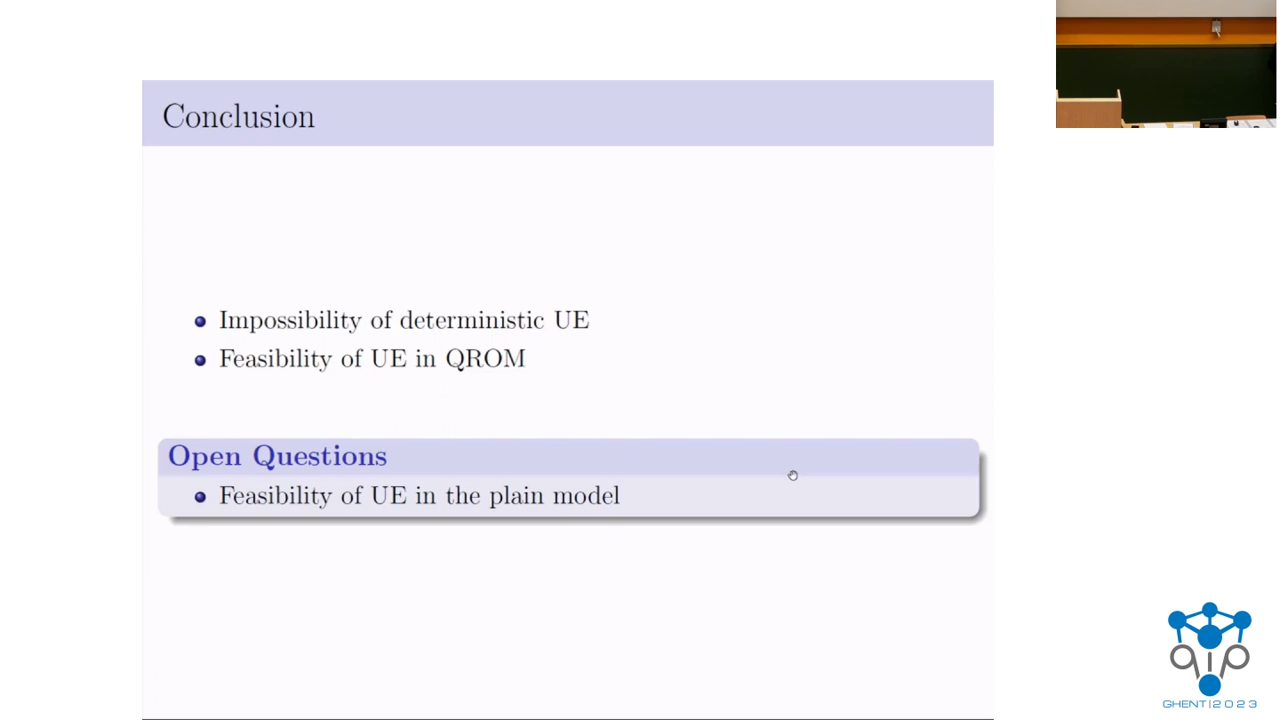 Conclusion
Impossibility of deterministic UE
Feasibility of UE in QROM
Open Questions
Feasibility of UE in the plain model
qip
GHENT|2023